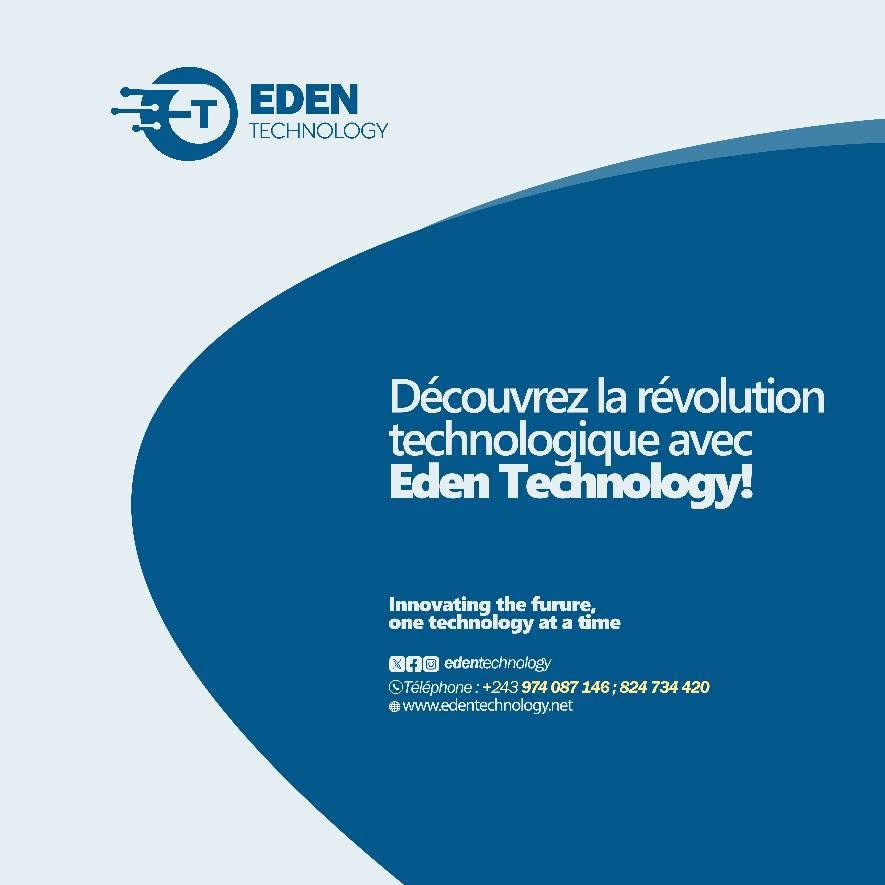 ET
EDEN
TECHNOLOGY
Découvrez la révolution
technologique avec
Eden Technology!
Innovating the furure,
one technology at a time
edentechnology
Téléphone : +243 974 087 146 ; 824 734 420
www.edentechnology.net